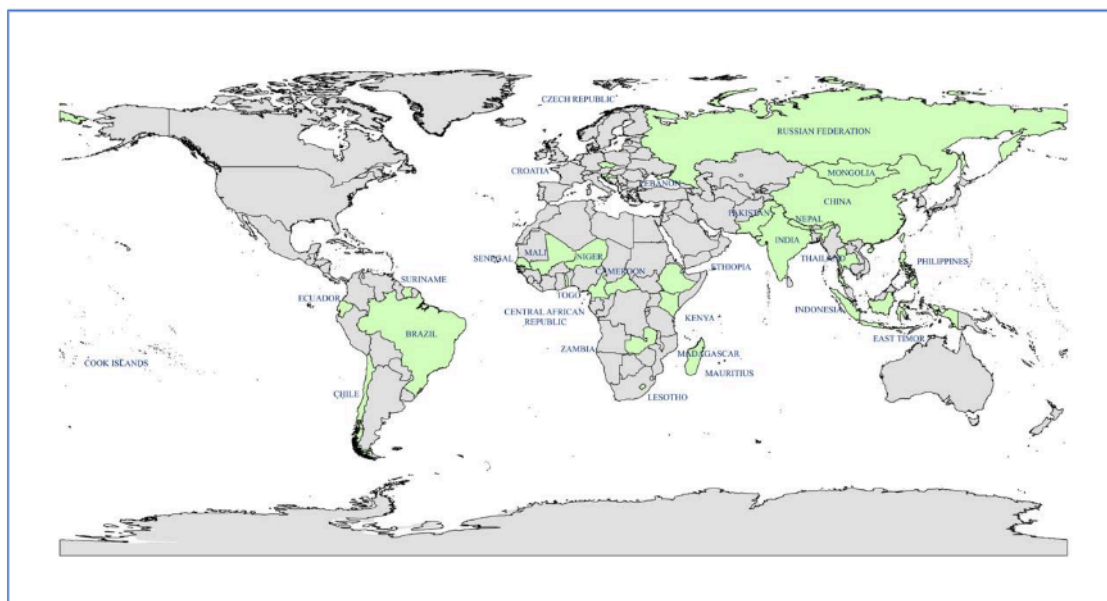 CZECH REPUBLIC
RUSSIAN FEDERATION
CROATIA
MONGOLIA
LEBANON
CHINA
PAKISTAN
NEPAL
INDIA
MALI
SENEGAL
NIGER
THAILAND
PHILIPPINES
ETHIOPIA
CAMEROON
SURINAME
ECUADOR
TOGO
CENTRAL AFRICAN
REPUBLIC
INDONESIA
KENYA
BRAZIL
EAST TIMOR
ZAMBIA
MADAGASCAR
COOK ISLANDS
MAURITIUS
CHILE
LESOTHO